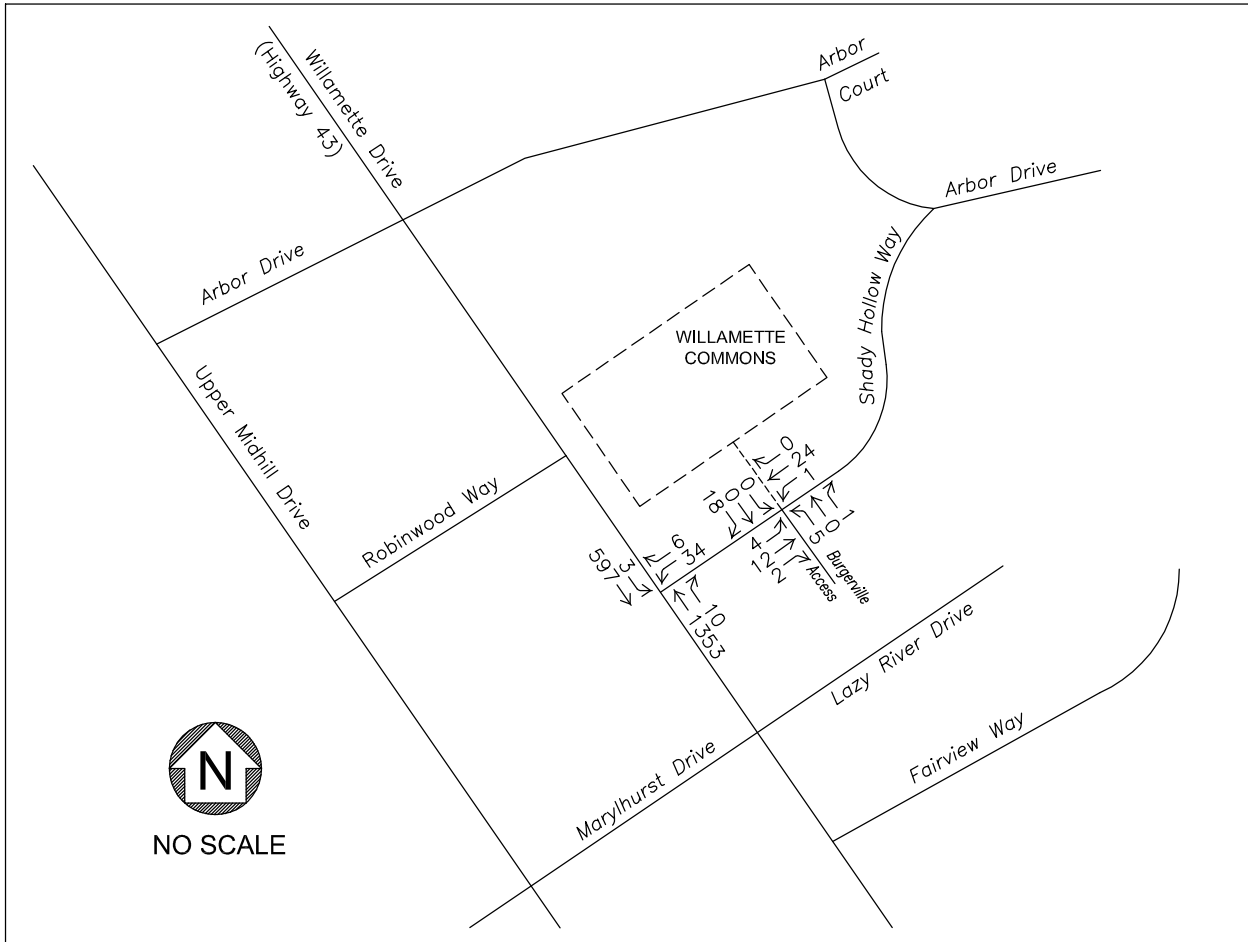 Willamette Drive
(Highway 43)
Arbor
Court
Arbor Drive
Arbor Drive
Shady Hollow Way
WILLAMETTE
COMMONS
Upper Midhill Drive
Robinwood Way
0
24
1
0
0
18
4
12
2
5
0
1
Burgerville
Access
6
34
3
597
10
1353
Lazy River Drive
Marylhurst Drive
Fairview Way
N
NO SCALE